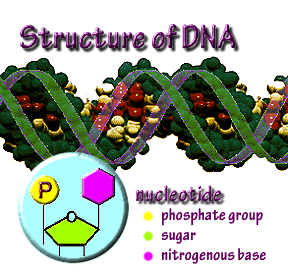 Structure of DNA
P
O
nucleotide
phosphate group
sugar
nitrogenous base